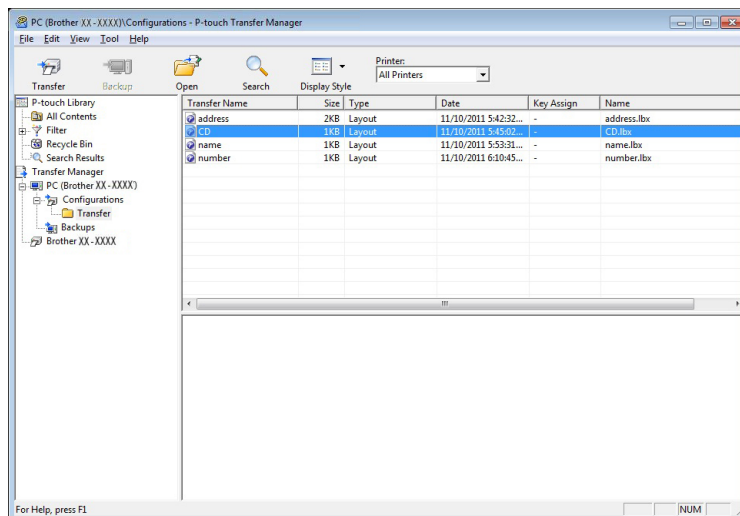 PC (Brother XX-XXXX)\Configurations - P-touch Transfer Manager
File Edit View Tool Help
Transfer
Backup
Open
Search
Display Style
Printer:
All Printers
P-touch Library
All Contents
Filter
Recycle Bin
Search Results
Transfer Manager
PC (Brother XX-XXXX)
Configurations
Transfer
Backups
Brother XX-XXXX
Transfer Name Size Type Date Key Assign Name
address 2KB Layout 11/10/2011 5:42:32... - address.lbx
CD 1KB Layout 11/10/2011 5:45:02... - CD.lbx
name 1KB Layout 11/10/2011 5:53:31... - name.lbx
number 1KB Layout 11/10/2011 6:10:45... - number.lbx
For Help, press F1
NUM